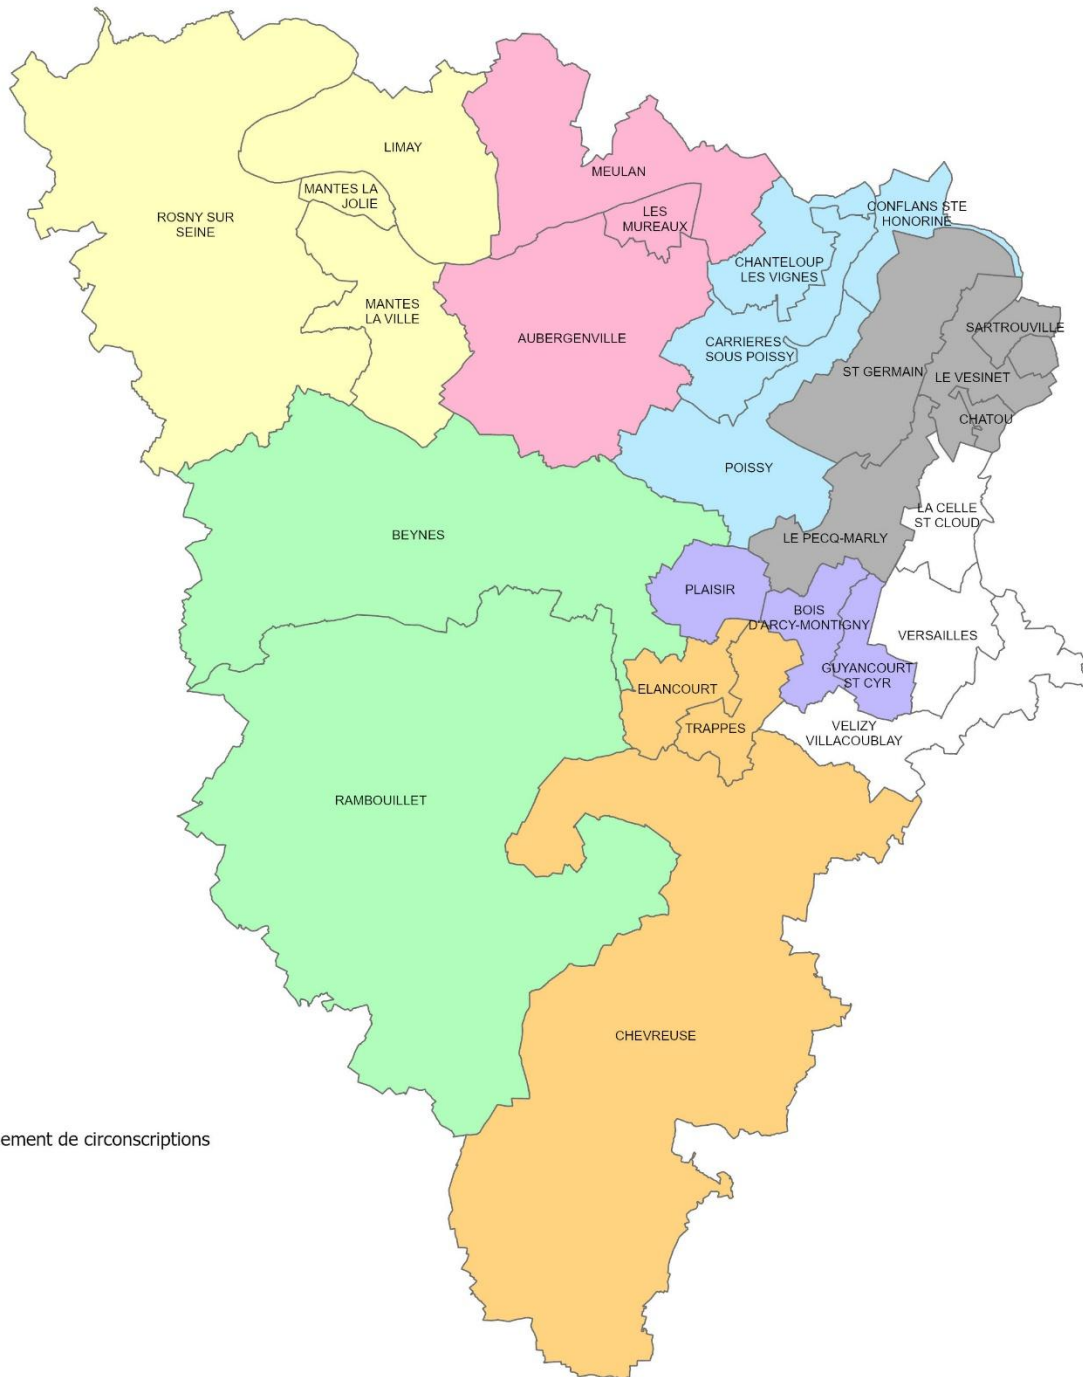 LIMAY
MEULAN
MANTES LA
JOLIE
ROSNY SUR
SEINE
LES
MUREAUX
CONFLANS STE
HONORINE
CHANTELOUP
LES VIGNES
MANTES
LA VILLE
AUBERGENVILLE
CARRIERES
SOUS POISSY
SARTROUVILLE
ST GERMAIN
LE VESINET
CHATOU
POISSY
LA CELLE
ST CLOUD
BEYNES
LE PECQ-MARLY
PLAISIR
BOIS
D'ARCY-MONTIGNY
VERSAILLES
GUYANCOURT
ST CYR
ELANCOURT
TRAPPES
VELIZY
VILLACOUBLAY
RAMBOUILLET
CHEVREUSE
ement de circonscriptions